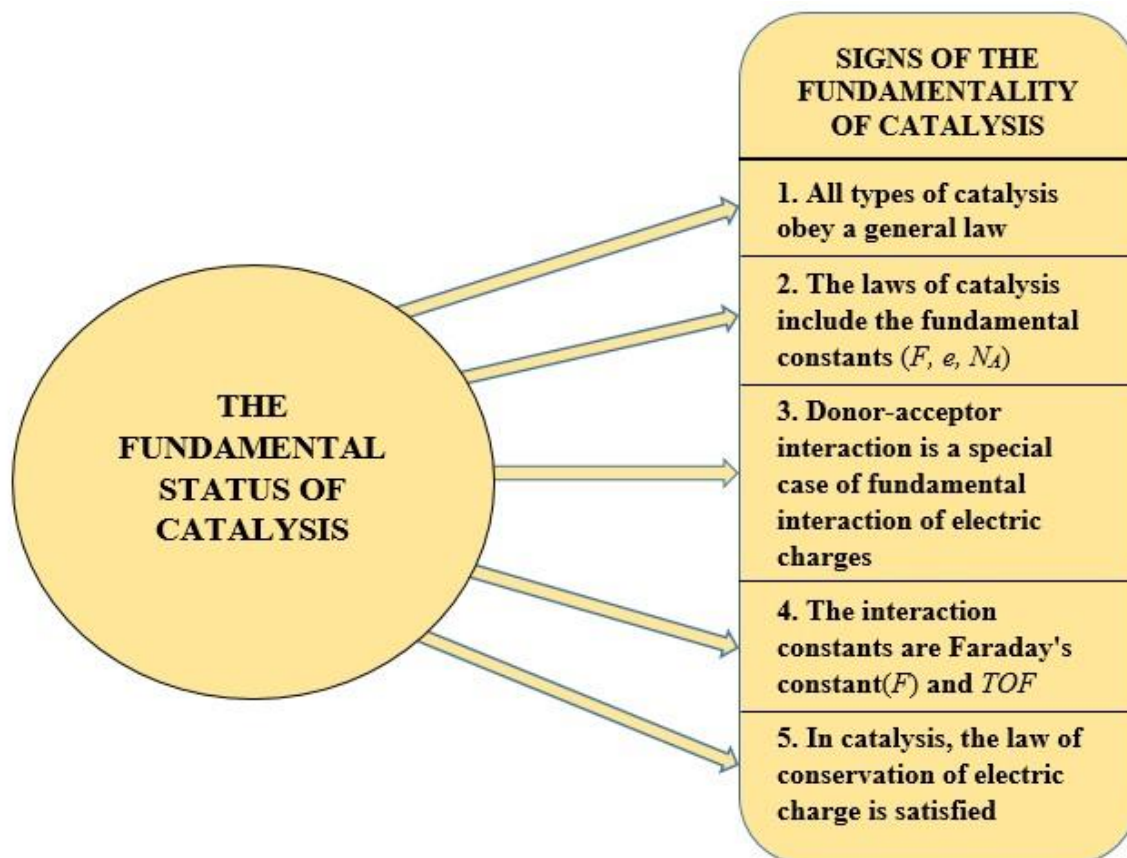 THE
FUNDAMENTAL
STATUS OF
CATALYSIS
SIGNS OF THE
FUNDAMENTALITY
OF CATALYSIS
1. All types of catalysis
obey a general law
2. The laws of catalysis
include the fundamental
constants (F, e, NA)
3. Donor-acceptor
interaction is a special
case of fundamental
interaction of electric
charges
4. The interaction
constants are Faraday's
constant(F) and TOF
5. In catalysis, the law of
conservation of electric
charge is satisfied